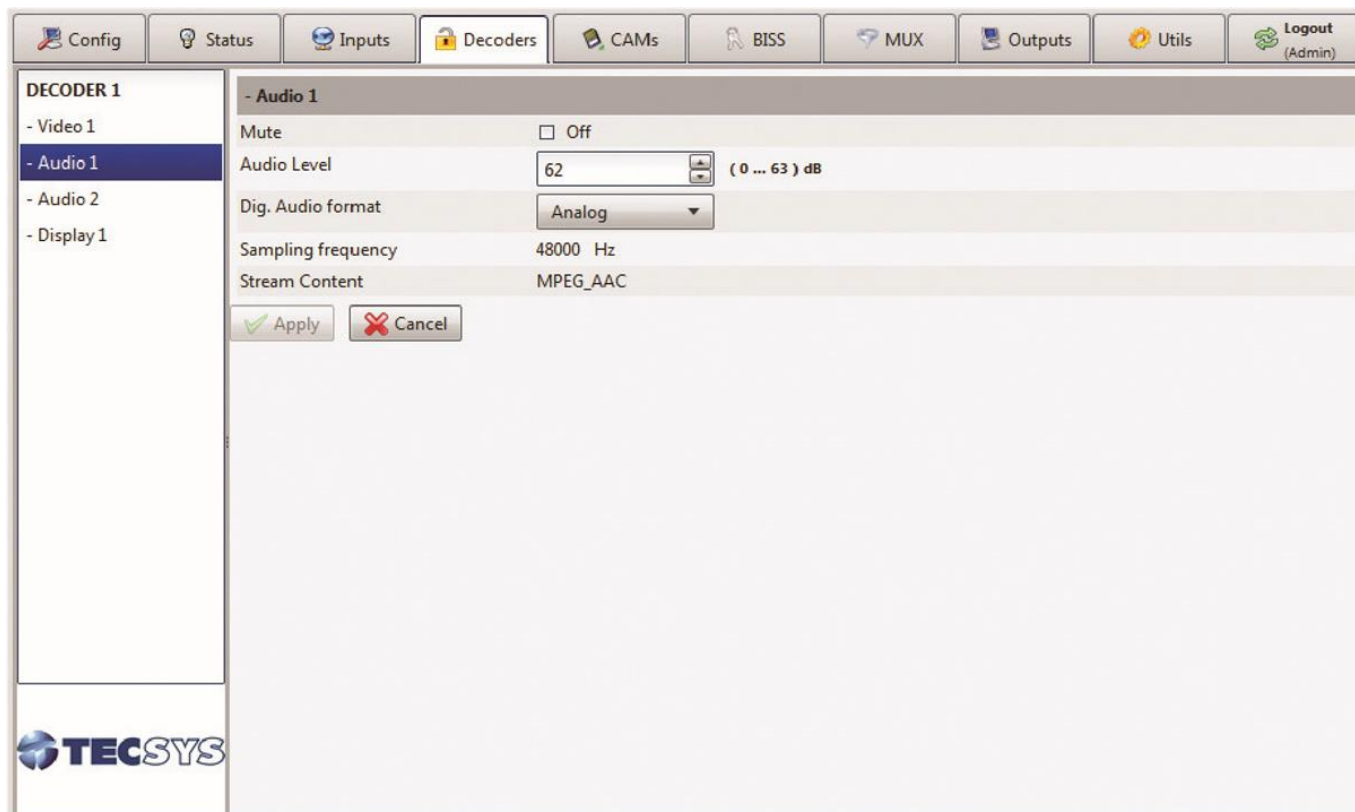 Config Status Inputs Decoders CAMs BISS MUX Outputs Utils Logout
(Admin)
DECODER 1
- Video 1
- Audio 1
- Audio 2
- Display 1
- Audio 1
Mute Off
Audio Level 62 ( 0 ... 63 ) dB
Dig. Audio format Analog
Sampling frequency 48000 Hz
Stream Content MPEG_AAC
Apply Cancel
TECSYS